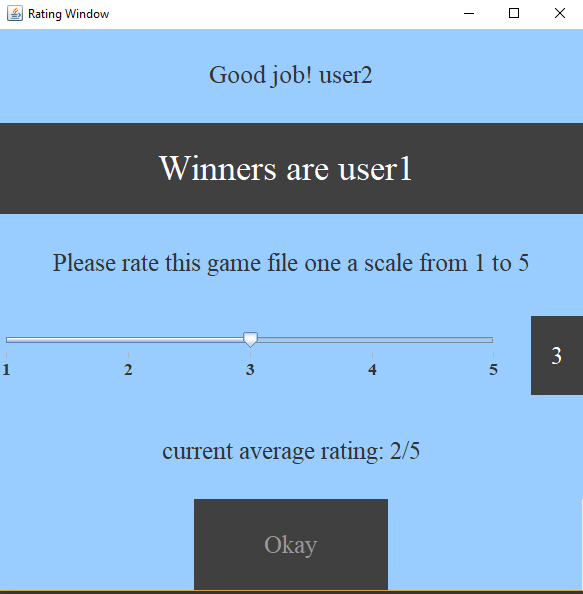 Rating Window
Good job! user2
Winners are user1
Please rate this game file one a scale from 1 to 5
3
1 2 3 4 5
current average rating: 2/5
Okay